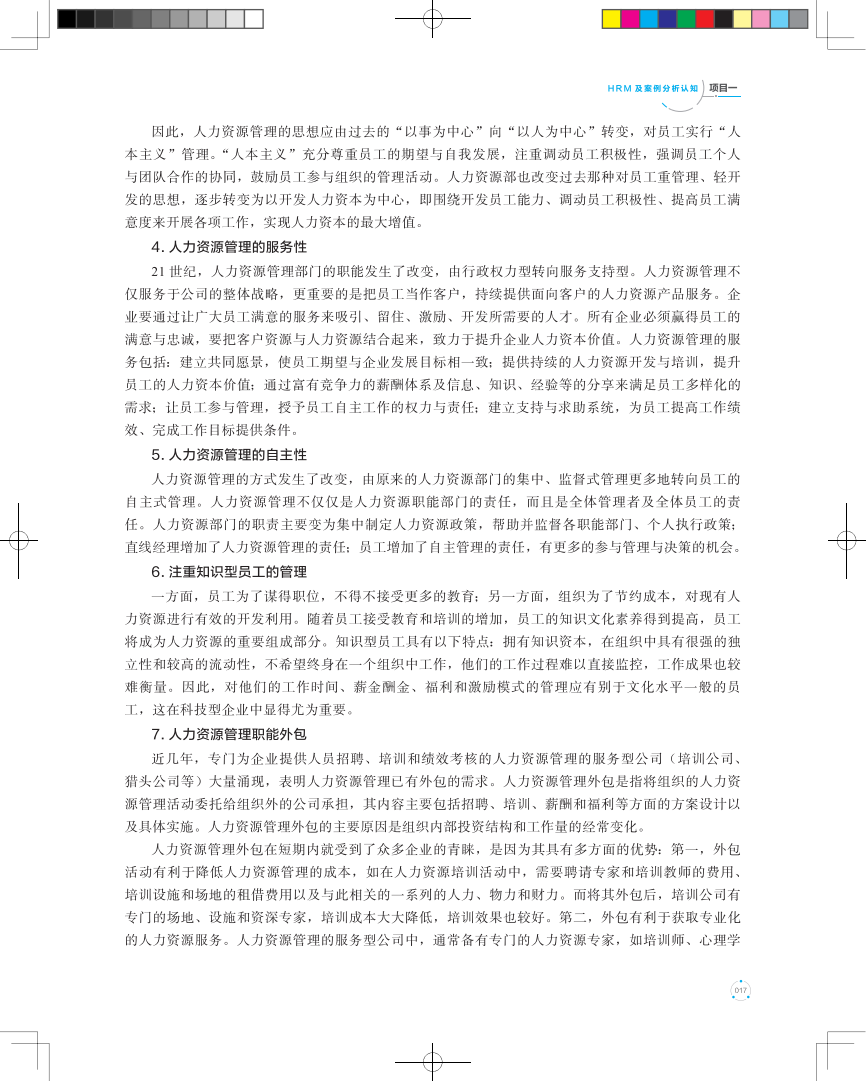 HRM 及案例分析认知 项目一
因此，人力资源管理的思想应由过去的“以事为中心”向“以人为中心”转变，对员工实行“人
本主义”管理。“人本主义”充分尊重员工的期望与自我发展，注重调动员工积极性，强调员工个人
与团队合作的协同，鼓励员工参与组织的管理活动。人力资源部也改变过去那种对员工重管理、轻开
发的思想，逐步转变为以开发人力资本为中心，即围绕开发员工能力、调动员工积极性、提高员工满
意度来开展各项工作，实现人力资本的最大增值。
4. 人力资源管理的服务性
21 世纪，人力资源管理部门的职能发生了改变，由行政权力型转向服务支持型。人力资源管理不
仅服务于公司的整体战略，更重要的是把员工当作客户，持续提供面向客户的人力资源产品服务。企
业要通过让广大员工满意的服务来吸引、留住、激励、开发所需要的人才。所有企业必须赢得员工的
满意与忠诚，要把客户资源与人力资源结合起来，致力于提升企业人力资本价值。人力资源管理的服
务包括：建立共同愿景，使员工期望与企业发展目标相一致；提供持续的人力资源开发与培训，提升
员工的人力资本价值；通过富有竞争力的薪酬体系及信息、知识、经验等的分享来满足员工多样化的
需求；让员工参与管理，授予员工自主工作的权力与责任；建立支持与求助系统，为员工提高工作绩
效、完成工作目标提供条件。
5. 人力资源管理的自主性
人力资源管理的方式发生了改变，由原来的人力资源部门的集中、监督式管理更多地转向员工的
自主式管理。人力资源管理不仅仅是人力资源职能部门的责任，而且是全体管理者及全体员工的责
任。人力资源部门的职责主要变为集中制定人力资源政策，帮助并监督各职能部门、个人执行政策；
直线经理增加了人力资源管理的责任；员工增加了自主管理的责任，有更多的参与管理与决策的机会。
6. 注重知识型员工的管理
一方面，员工为了谋得职位，不得不接受更多的教育；另一方面，组织为了节约成本，对现有人
力资源进行有效的开发利用。随着员工接受教育和培训的增加，员工的知识文化素养得到提高，员工
将成为人力资源的重要组成部分。知识型员工具有以下特点：拥有知识资本，在组织中具有很强的独
立性和较高的流动性，不希望终身在一个组织中工作，他们的工作过程难以直接监控，工作成果也较
难衡量。因此，对他们的工作时间、薪金酬金、福利和激励模式的管理应有别于文化水平一般的员
工，这在科技型企业中显得尤为重要。
7. 人力资源管理职能外包
近几年，专门为企业提供人员招聘、培训和绩效考核的人力资源管理的服务型公司（培训公司、
猎头公司等）大量涌现，表明人力资源管理已有外包的需求。人力资源管理外包是指将组织的人力资
源管理活动委托给组织外的公司承担，其内容主要包括招聘、培训、薪酬和福利等方面的方案设计以
及具体实施。人力资源管理外包的主要原因是组织内部投资结构和工作量的经常变化。
人力资源管理外包在短期内就受到了众多企业的青睐，是因为其具有多方面的优势：第一，外包
活动有利于降低人力资源管理的成本，如在人力资源培训活动中，需要聘请专家和培训教师的费用、
培训设施和场地的租借费用以及与此相关的一系列的人力、物力和财力。而将其外包后，培训公司有
专门的场地、设施和资深专家，培训成本大大降低，培训效果也较好。第二，外包有利于获取专业化
的人力资源服务。人力资源管理的服务型公司中，通常备有专门的人力资源专家，如培训师、心理学
017